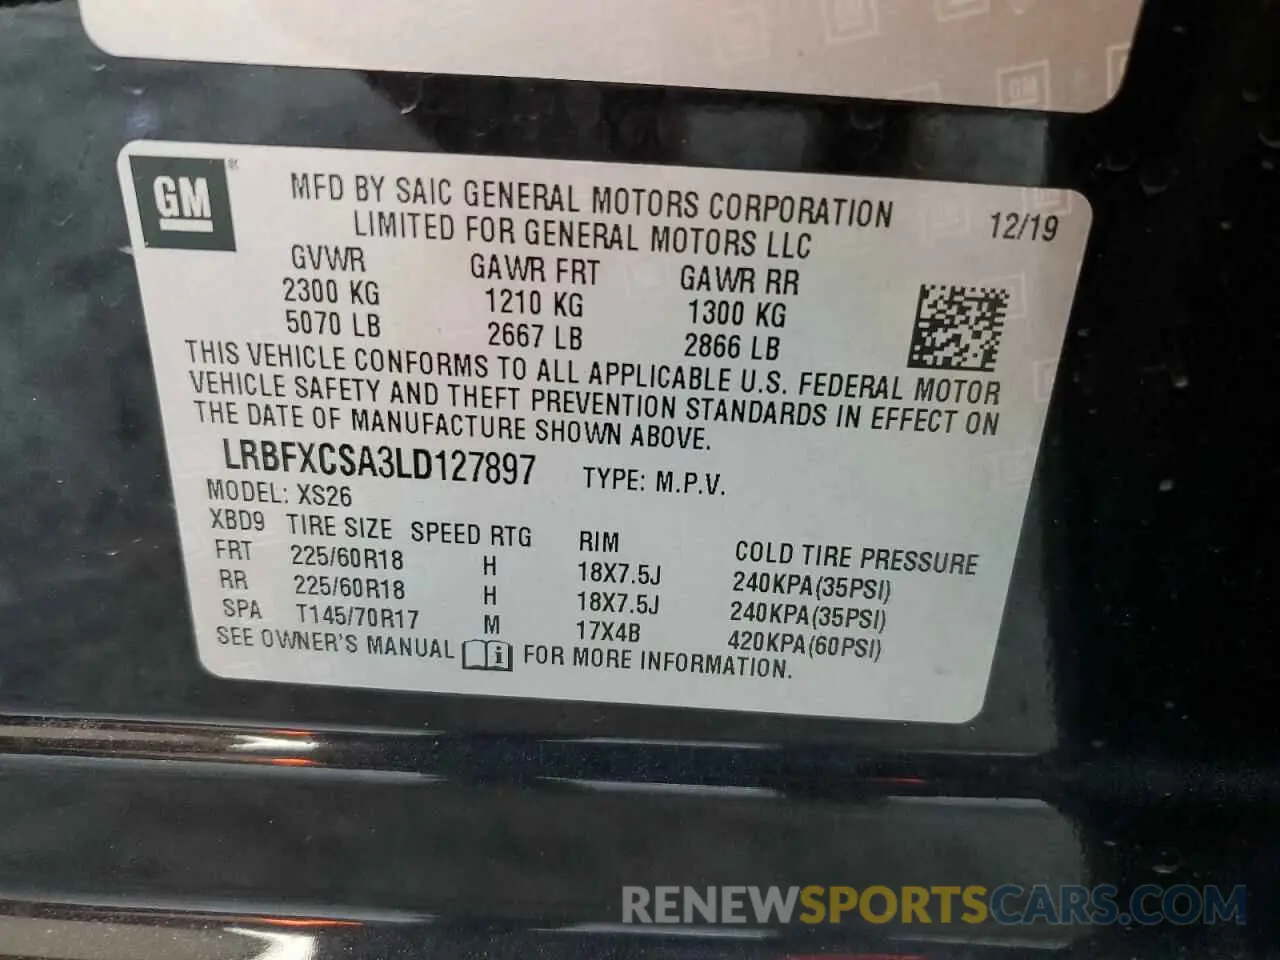 GM
MFD BY SAIC GENERAL MOTORS CORPORATION
LIMITED FOR GENERAL MOTORS LLC
12/19
GVWR GAWR FRT GAWR RR
2300 KG 1210 KG 1300 KG
5070 LB 2667 LB 2866 LB
THIS VEHICLE CONFORMS TO ALL APPLICABLE U.S. FEDERAL MOTOR
VEHICLE SAFETY AND THEFT PREVENTION STANDARDS IN EFFECT ON
THE DATE OF MANUFACTURE SHOWN ABOVE.
LRBFXCSA3LD127897 TYPE: M.P.V.
MODEL: XS26
XBD9 TIRE SIZE SPEED RTG RIM COLD TIRE PRESSURE
FRT 225/60R18 H 18X7.5J 240KPA(35PSI)
RR 225/60R18 H 18X7.5J 240KPA(35PSI)
SPA T145/70R17 M 17X4B 420KPA(60PSI)
SEE OWNER'S MANUAL i FOR MORE INFORMATION.
RENEWSPORTSCARS.COM